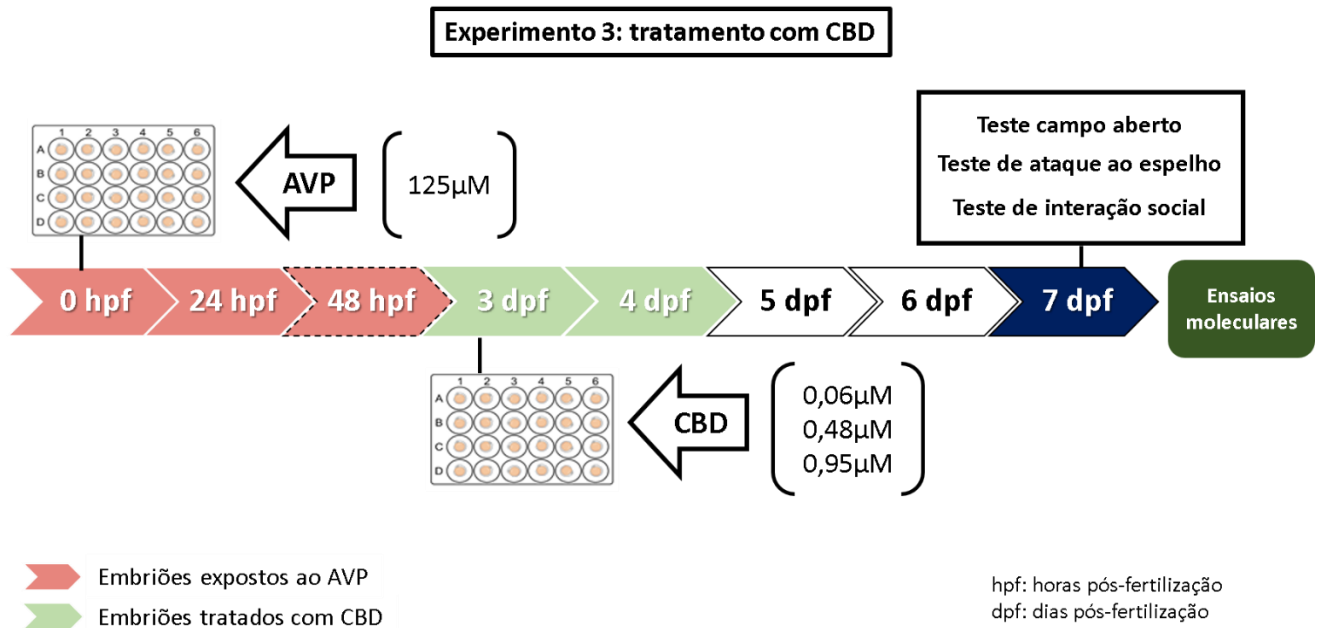 Experimento 3: tratamento com CBD
1 2 3 4 5 6
A
B
C
D
AVP
125µM
Teste campo aberto
Teste de ataque ao espelho
Teste de interação social
0 hpf
24 hpf
48 hpf
3 dpf
4 dpf
5 dpf
6 dpf
7 dpf
Ensaios
moleculares
1 2 3 4 5 6
A
B
C
D
CBD
0,06µM
0,48µM
0,95µM
Embriões expostos ao AVP
Embriões tratados com CBD
hpf: horas pós-fertilização
dpf: dias pós-fertilização